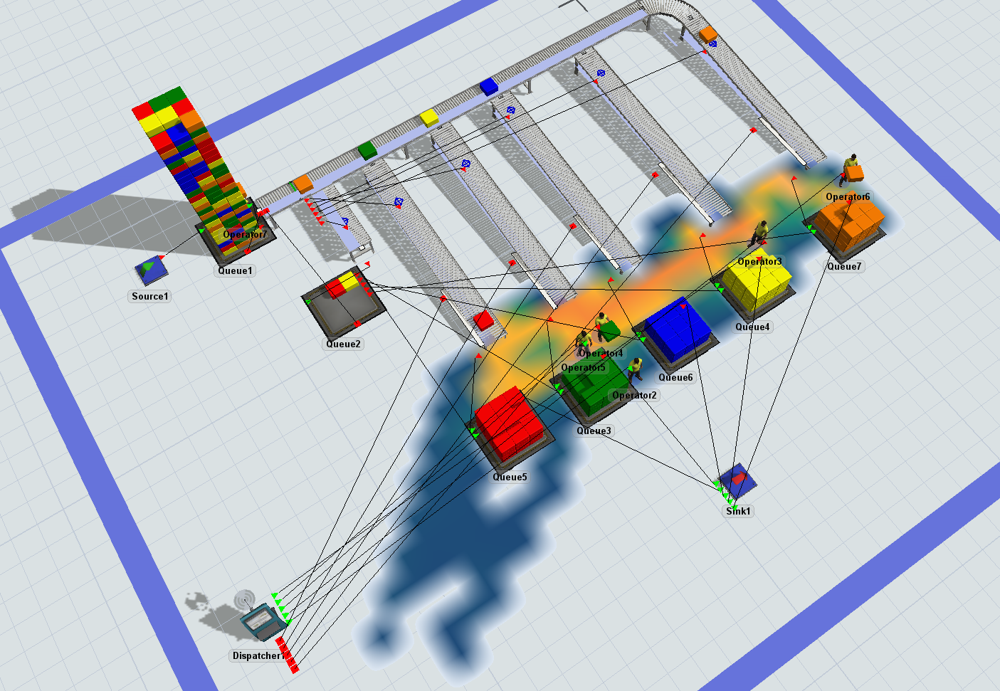 Operator6
Operator7
Operator3
Queue7
Queue1
Source1
Queue4
Queue2
Operator4
Operator5
Queue6
Operator2
Queue3
Queue5
Sink1
Dispatcher1